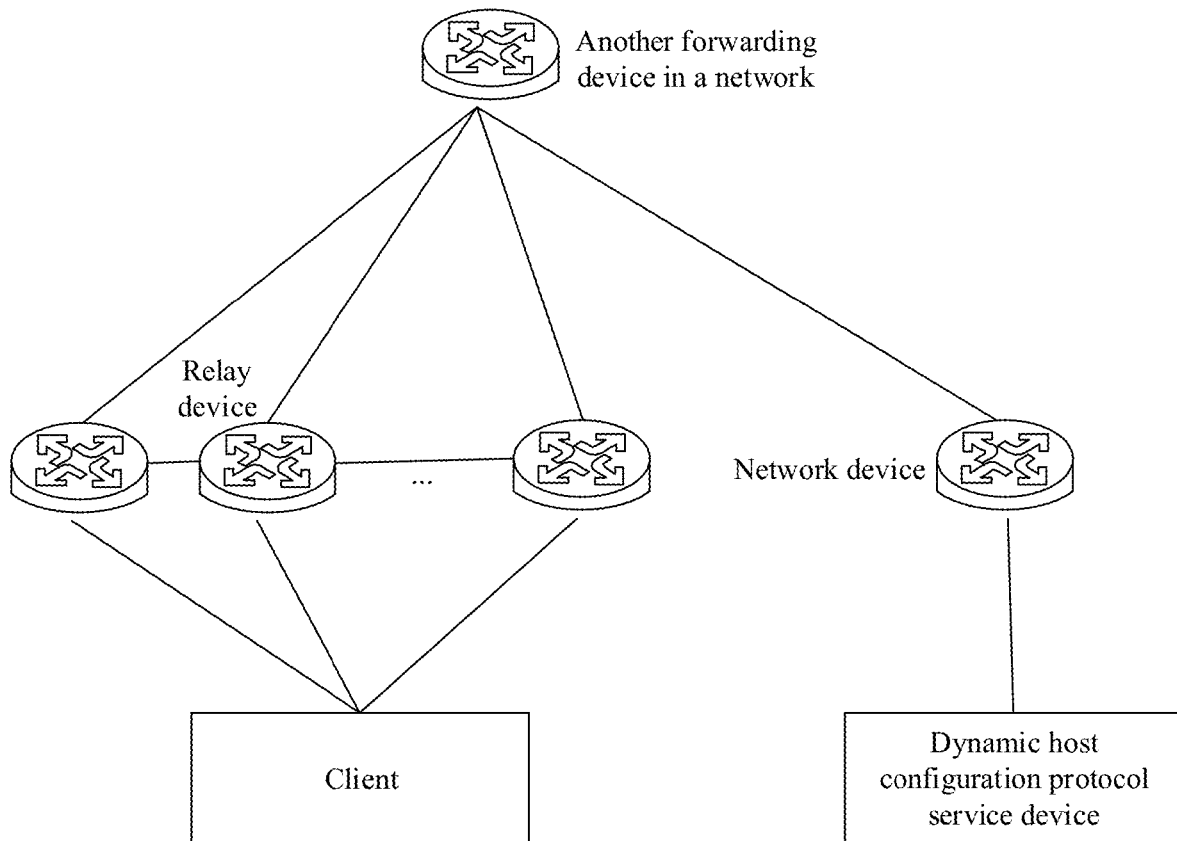 Another forwarding
device in a network
Relay
device
...
Network device
Client
Dynamic host
configuration protocol
service device